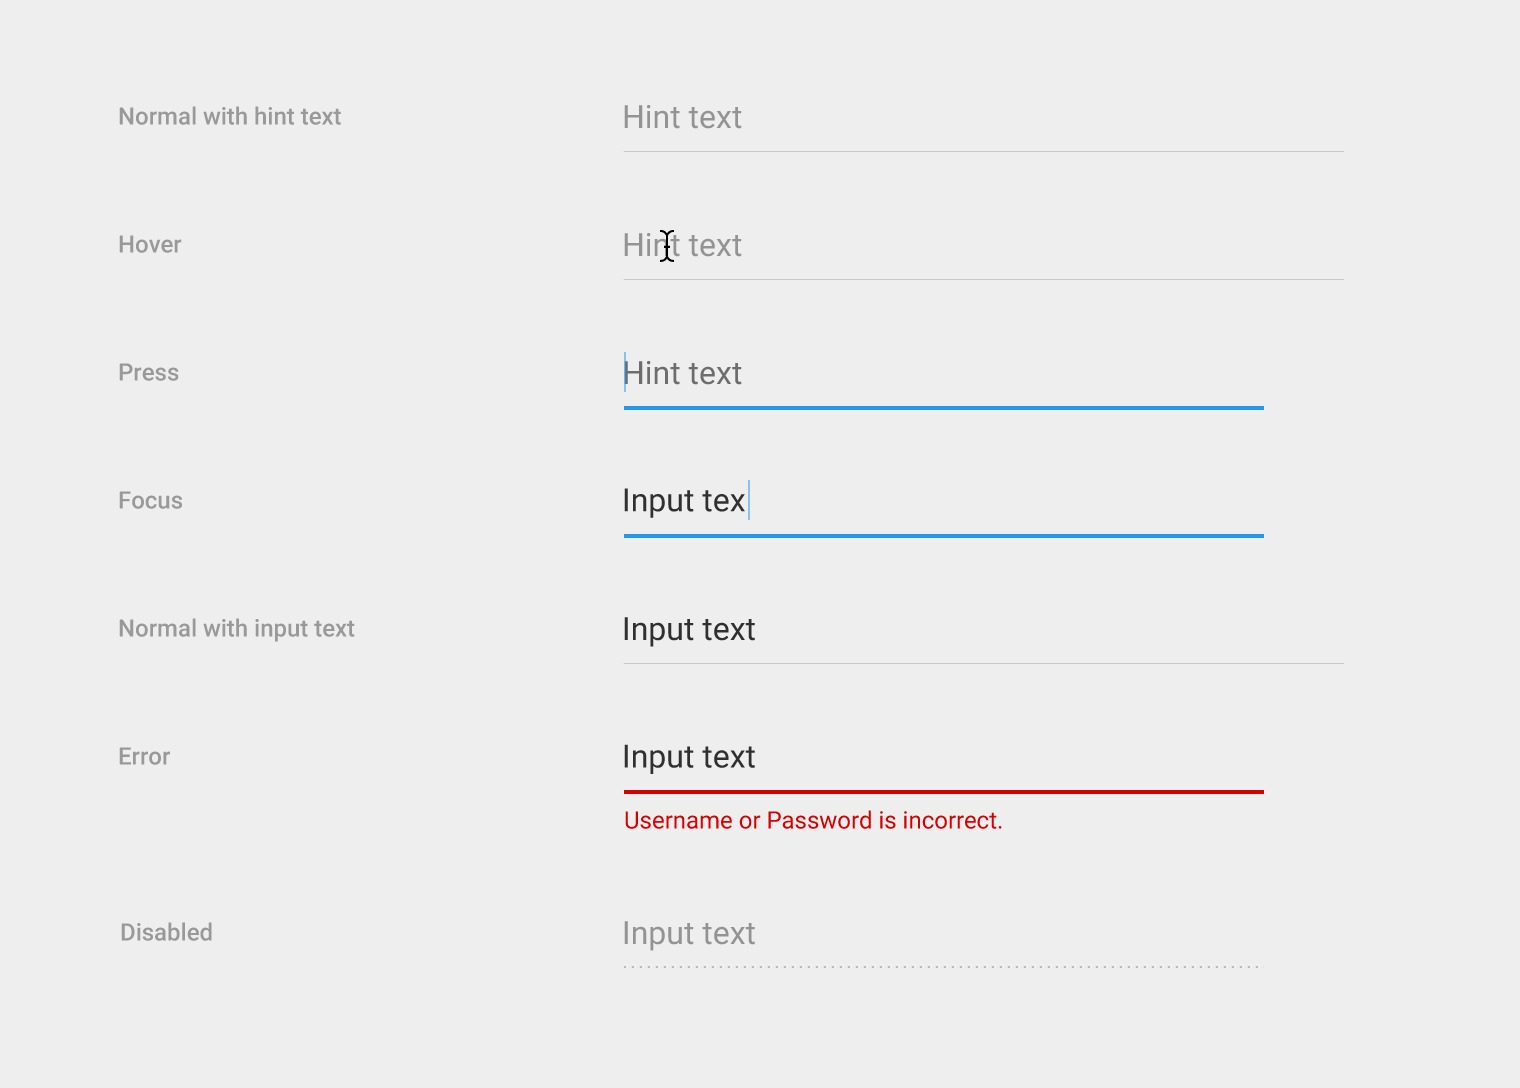 Normal with hint text Hint text
Hover Hint text
Press Hint text
Focus Input tex
Normal with input text Input text
Error Input text
Username or Password is incorrect.
Disabled Input text